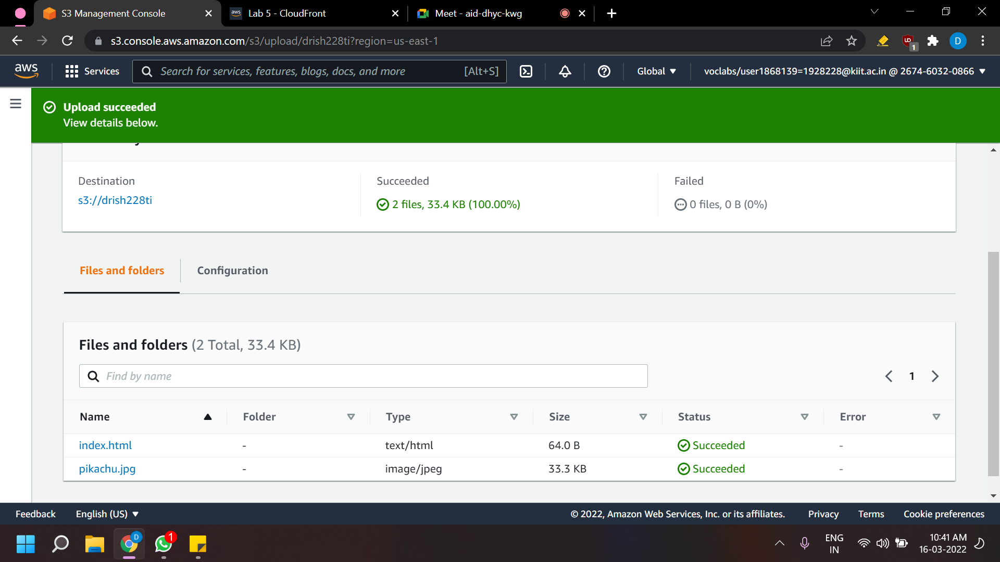 S3 Management Console
aws Lab 5 - CloudFront
Meet - aid-dhyc-kwg
s3.console.aws.amazon.com/s3/upload/drish228ti?region=us-east-1
1
D
aws
Services
Search for services, features, blogs, docs, and more [Alt+S]
Global
voclabs/user1868139=1928228@kiit.ac.in @ 2674-6032-0866
Upload succeeded
View details below.
Destination
Succeeded
Failed
s3://drish228ti
2 files, 33.4 KB (100.00%)
0 files, 0 B (0%)
Files and folders
Configuration
Files and folders (2 Total, 33.4 KB)
Find by name
1
Name Folder Type Size Status Error
index.html - text/html 64.0 B Succeeded -
pikachu.jpg - image/jpeg 33.3 KB Succeeded -
Feedback English (US) © 2022, Amazon Web Services, Inc. or its affiliates. Privacy Terms Cookie preferences
D
1
ENG
IN
10:41 AM
16-03-2022